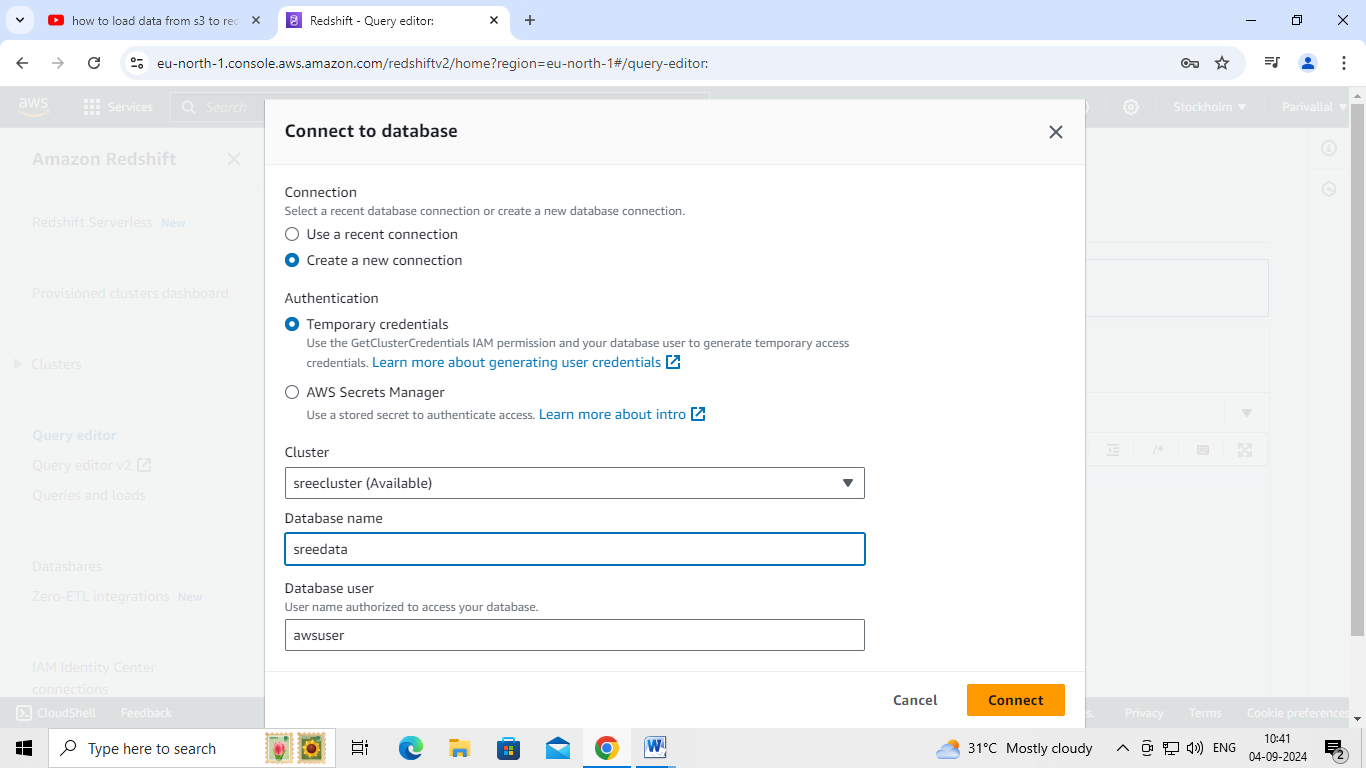 how to load data from s3 to rec
Redshift - Query editor:
eu-north-1.console.aws.amazon.com/redshiftv2/home?region=eu-north-1#/query-editor:
aws
Services
Search
Stockholm
Parivallal
Amazon Redshift
Redshift Serverless New
Provisioned clusters dashboard
Clusters
Query editor
Query editor v2
Queries and loads
Datashares
Zero-ETL integrations New
IAM Identity Center
connections
Connect to database
Connection
Select a recent database connection or create a new database connection.
Use a recent connection
Create a new connection
Authentication
Temporary credentials
Use the GetClusterCredentials IAM permission and your database user to generate temporary access
credentials. Learn more about generating user credentials
AWS Secrets Manager
Use a stored secret to authenticate access. Learn more about intro
Cluster
sreecluster (Available)
Database name
sreedata
Database user
User name authorized to access your database.
awsuser
Cancel
Connect
/*
CloudShell
Feedback
s.
Privacy
Terms
Cookie preferences
Type here to search
31°C Mostly cloudy
ENG
10:41
04-09-2024
2